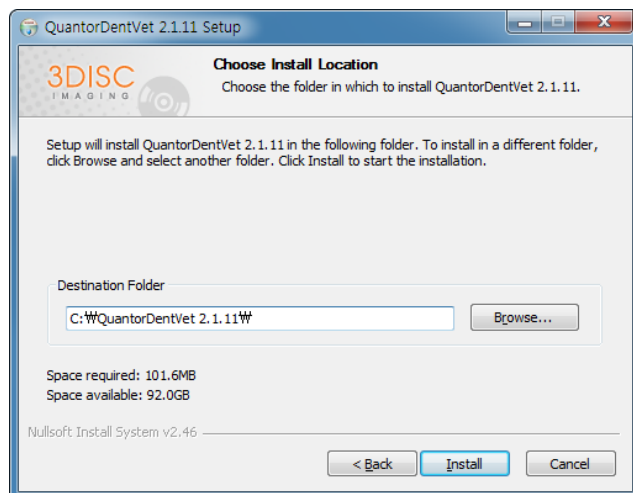 QuantorDentVet 2.1.11 Setup
3DISC
IMAGING
Choose Install Location
Choose the folder in which to install QuantorDentVet 2.1.11.
Setup will install QuantorDentVet 2.1.11 in the following folder. To install in a different folder,
click Browse and select another folder. Click Install to start the installation.
Destination Folder
C:₩QuantorDentVet 2.1.11₩
Browse...
Space required: 101.6MB
Space available: 92.0GB
Nullsoft Install System v2.46
< Back
Install
Cancel